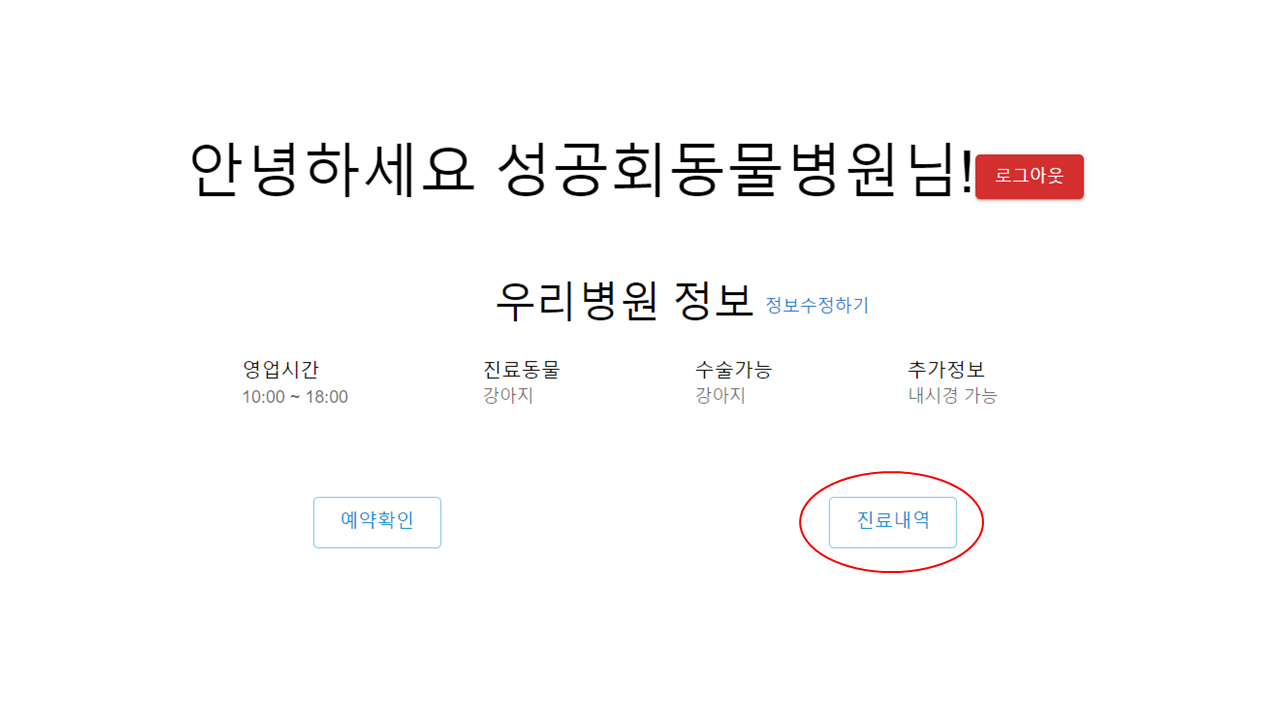 안녕하세요 성공회동물병원님! 로그아웃
우리병원 정보 정보수정하기
영업시간 진료동물 수술가능 추가정보
10:00 ~ 18:00 강아지 강아지 내시경 가능
예약확인 진료내역